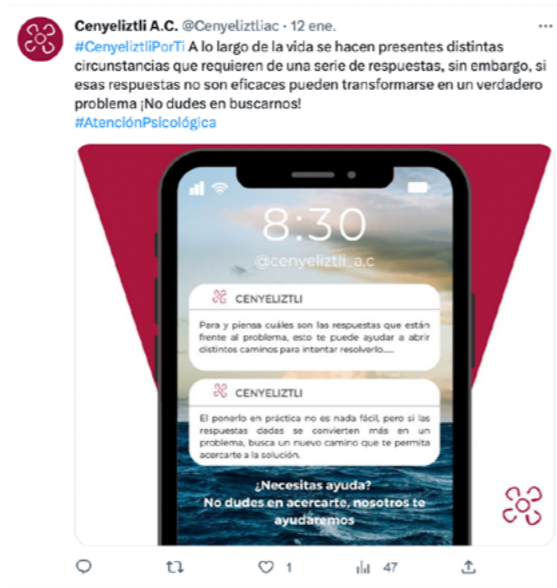 Cenyeliztli A.C. @Cenyeliztliac · 12 ene.
#CenyeliztliPorTi A lo largo de la vida se hacen presentes distintas
circunstancias que requieren de una serie de respuestas, sin embargo, si
esas respuestas no son eficaces pueden transformarse en un verdadero
problema ¡No dudes en buscarnos!
#AtenciónPsicológica
8:30
@cenyeliztli_a.c
CENYELIZTLI
Para y piensa cuáles son las respuestas que están
frente al problema, esto te puede ayudar a abrir
distintos caminos para intentar resolverlo.....
CENYELIZTLI
El ponerlo en práctica no es nada fácil, pero si las
respuestas dadas se convierten más en un
problema, busca un nuevo camino que te permita
acercarte a la solución.
¿Necesitas ayuda?
No dudes en acercarte, nosotros te
ayudaremos
1 47